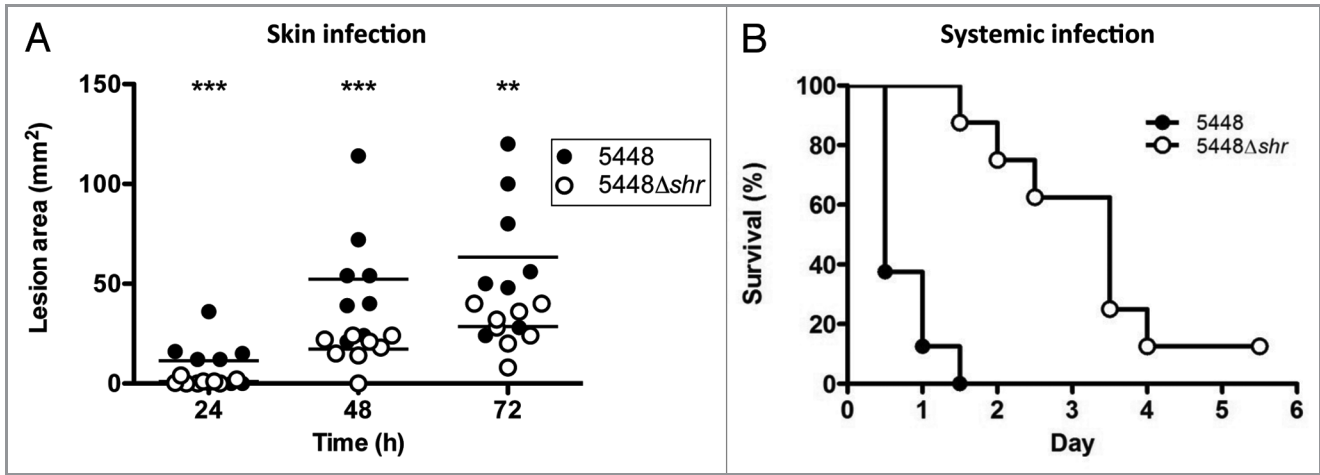 A
Skin infection
Lesion area (mm²)
150
100
50
0
*** *** **
5448
5448Δshr
24 48 72
Time (h)
B
Systemic infection
Survival (%)
100
80
60
40
20
0
5448
5448Δshr
0 1 2 3 4 5 6
Day